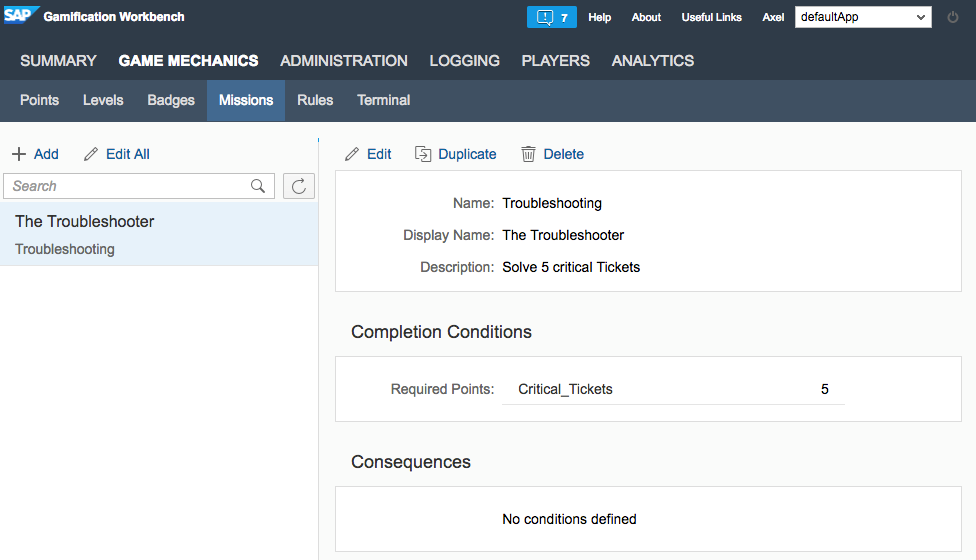 SAP Gamification Workbench 7 Help About Useful Links Axel defaultApp
SUMMARY GAME MECHANICS ADMINISTRATION LOGGING PLAYERS ANALYTICS
Points Levels Badges Missions Rules Terminal
Add Edit All
Search
The Troubleshooter
Troubleshooting
Edit Duplicate Delete
Name: Troubleshooting
Display Name: The Troubleshooter
Description: Solve 5 critical Tickets
Completion Conditions
Required Points: Critical_Tickets 5
Consequences
No conditions defined